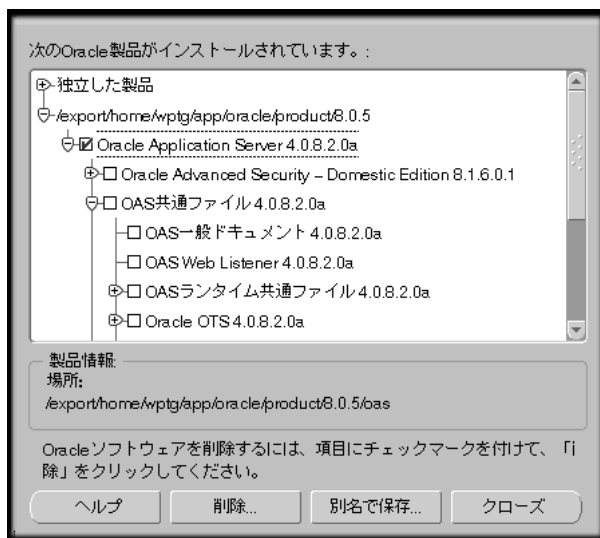 次のOracle製品がインストールされています。:
独立した製品
/export/home/wptg/app/oracle/product/8.0.5
Oracle Application Server 4.0.8.2.0a
Oracle Advanced Security – Domestic Edition 8.1.6.0.1
OAS共通ファイル 4.0.8.2.0a
OAS一般ドキュメント 4.0.8.2.0a
OAS Web Listener 4.0.8.2.0a
OASランタイム共通ファイル 4.0.8.2.0a
Oracle OTS 4.0.8.2.0a
製品情報:
場所:
/export/home/wptg/app/oracle/product/8.0.5/oas
Oracleソフトウェアを削除するには、項目にチェックマークを付けて、「i
除」をクリックしてください。
ヘルプ 削除... 別名で保存... クローズ